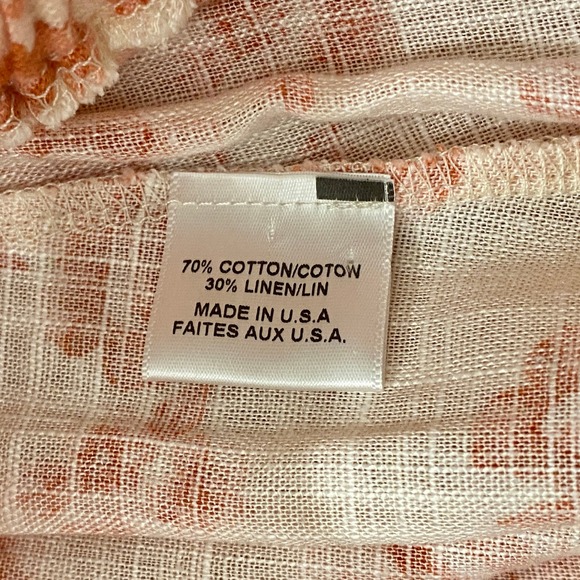 70% COTTON/COTOW
30% LINEN/LIN
MADE IN U.S.A
FAITES AUX U.S.A.